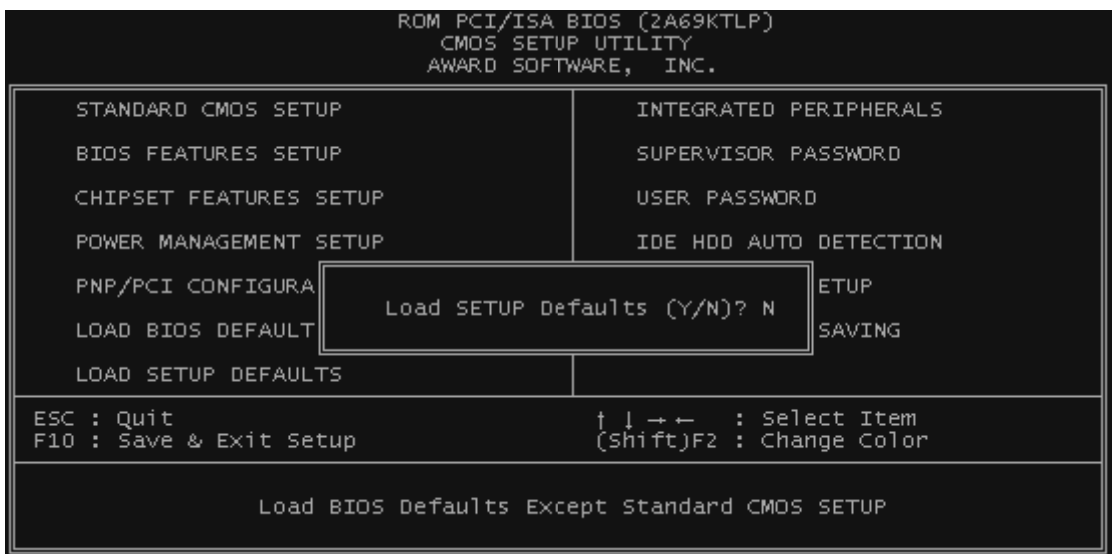 ROM PCI/ISA BIOS (2A69KTLP)
CMOS SETUP UTILITY
AWARD SOFTWARE, INC.
STANDARD CMOS SETUP
BIOS FEATURES SETUP
CHIPSET FEATURES SETUP
POWER MANAGEMENT SETUP
PNP/PCI CONFIGURA
LOAD BIOS DEFAULT
LOAD SETUP DEFAULTS
INTEGRATED PERIPHERALS
SUPERVISOR PASSWORD
USER PASSWORD
IDE HDD AUTO DETECTION
ETUP
SAVING
Load SETUP Defaults (Y/N)? N
ESC : Quit
F10 : Save & Exit Setup
↑ ↓ → ← : Select Item
(Shift)F2 : Change Color
Load BIOS Defaults Except Standard CMOS SETUP